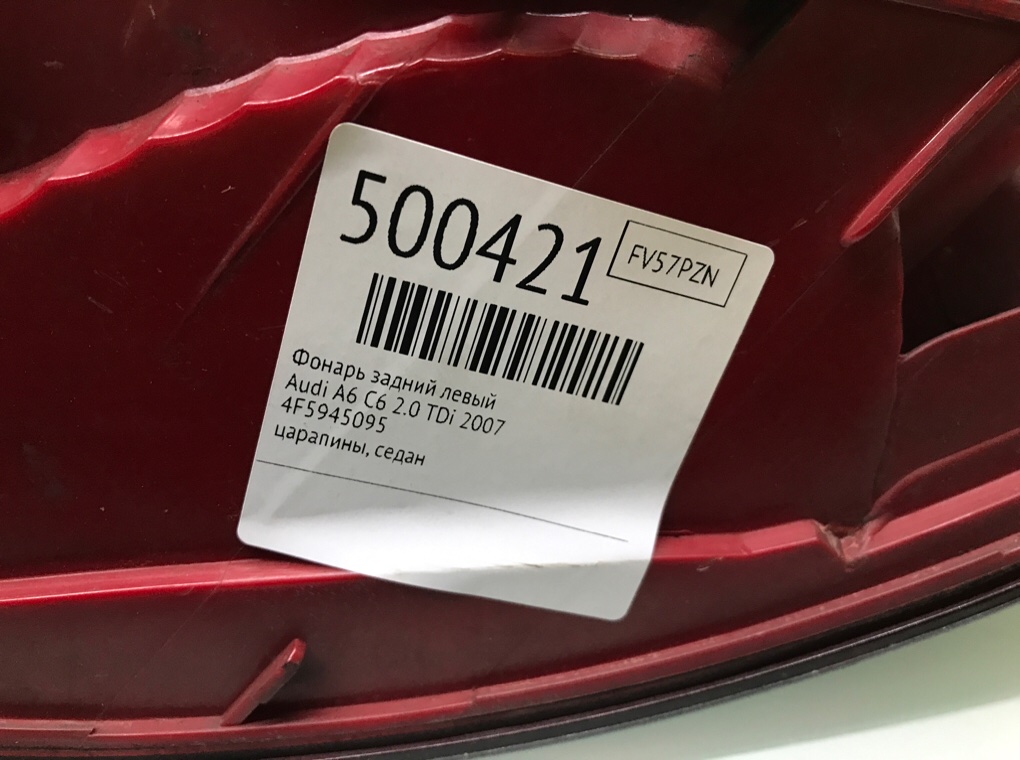 500421
FV57PZN
Фонарь задний левый
Audi A6 C6 2.0 TDi 2007
4F5945095
царапины, седан